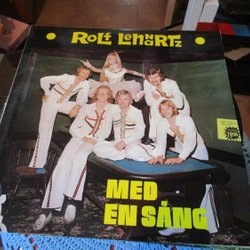 ROLF LENNARTZ
MED
EN SÅNG